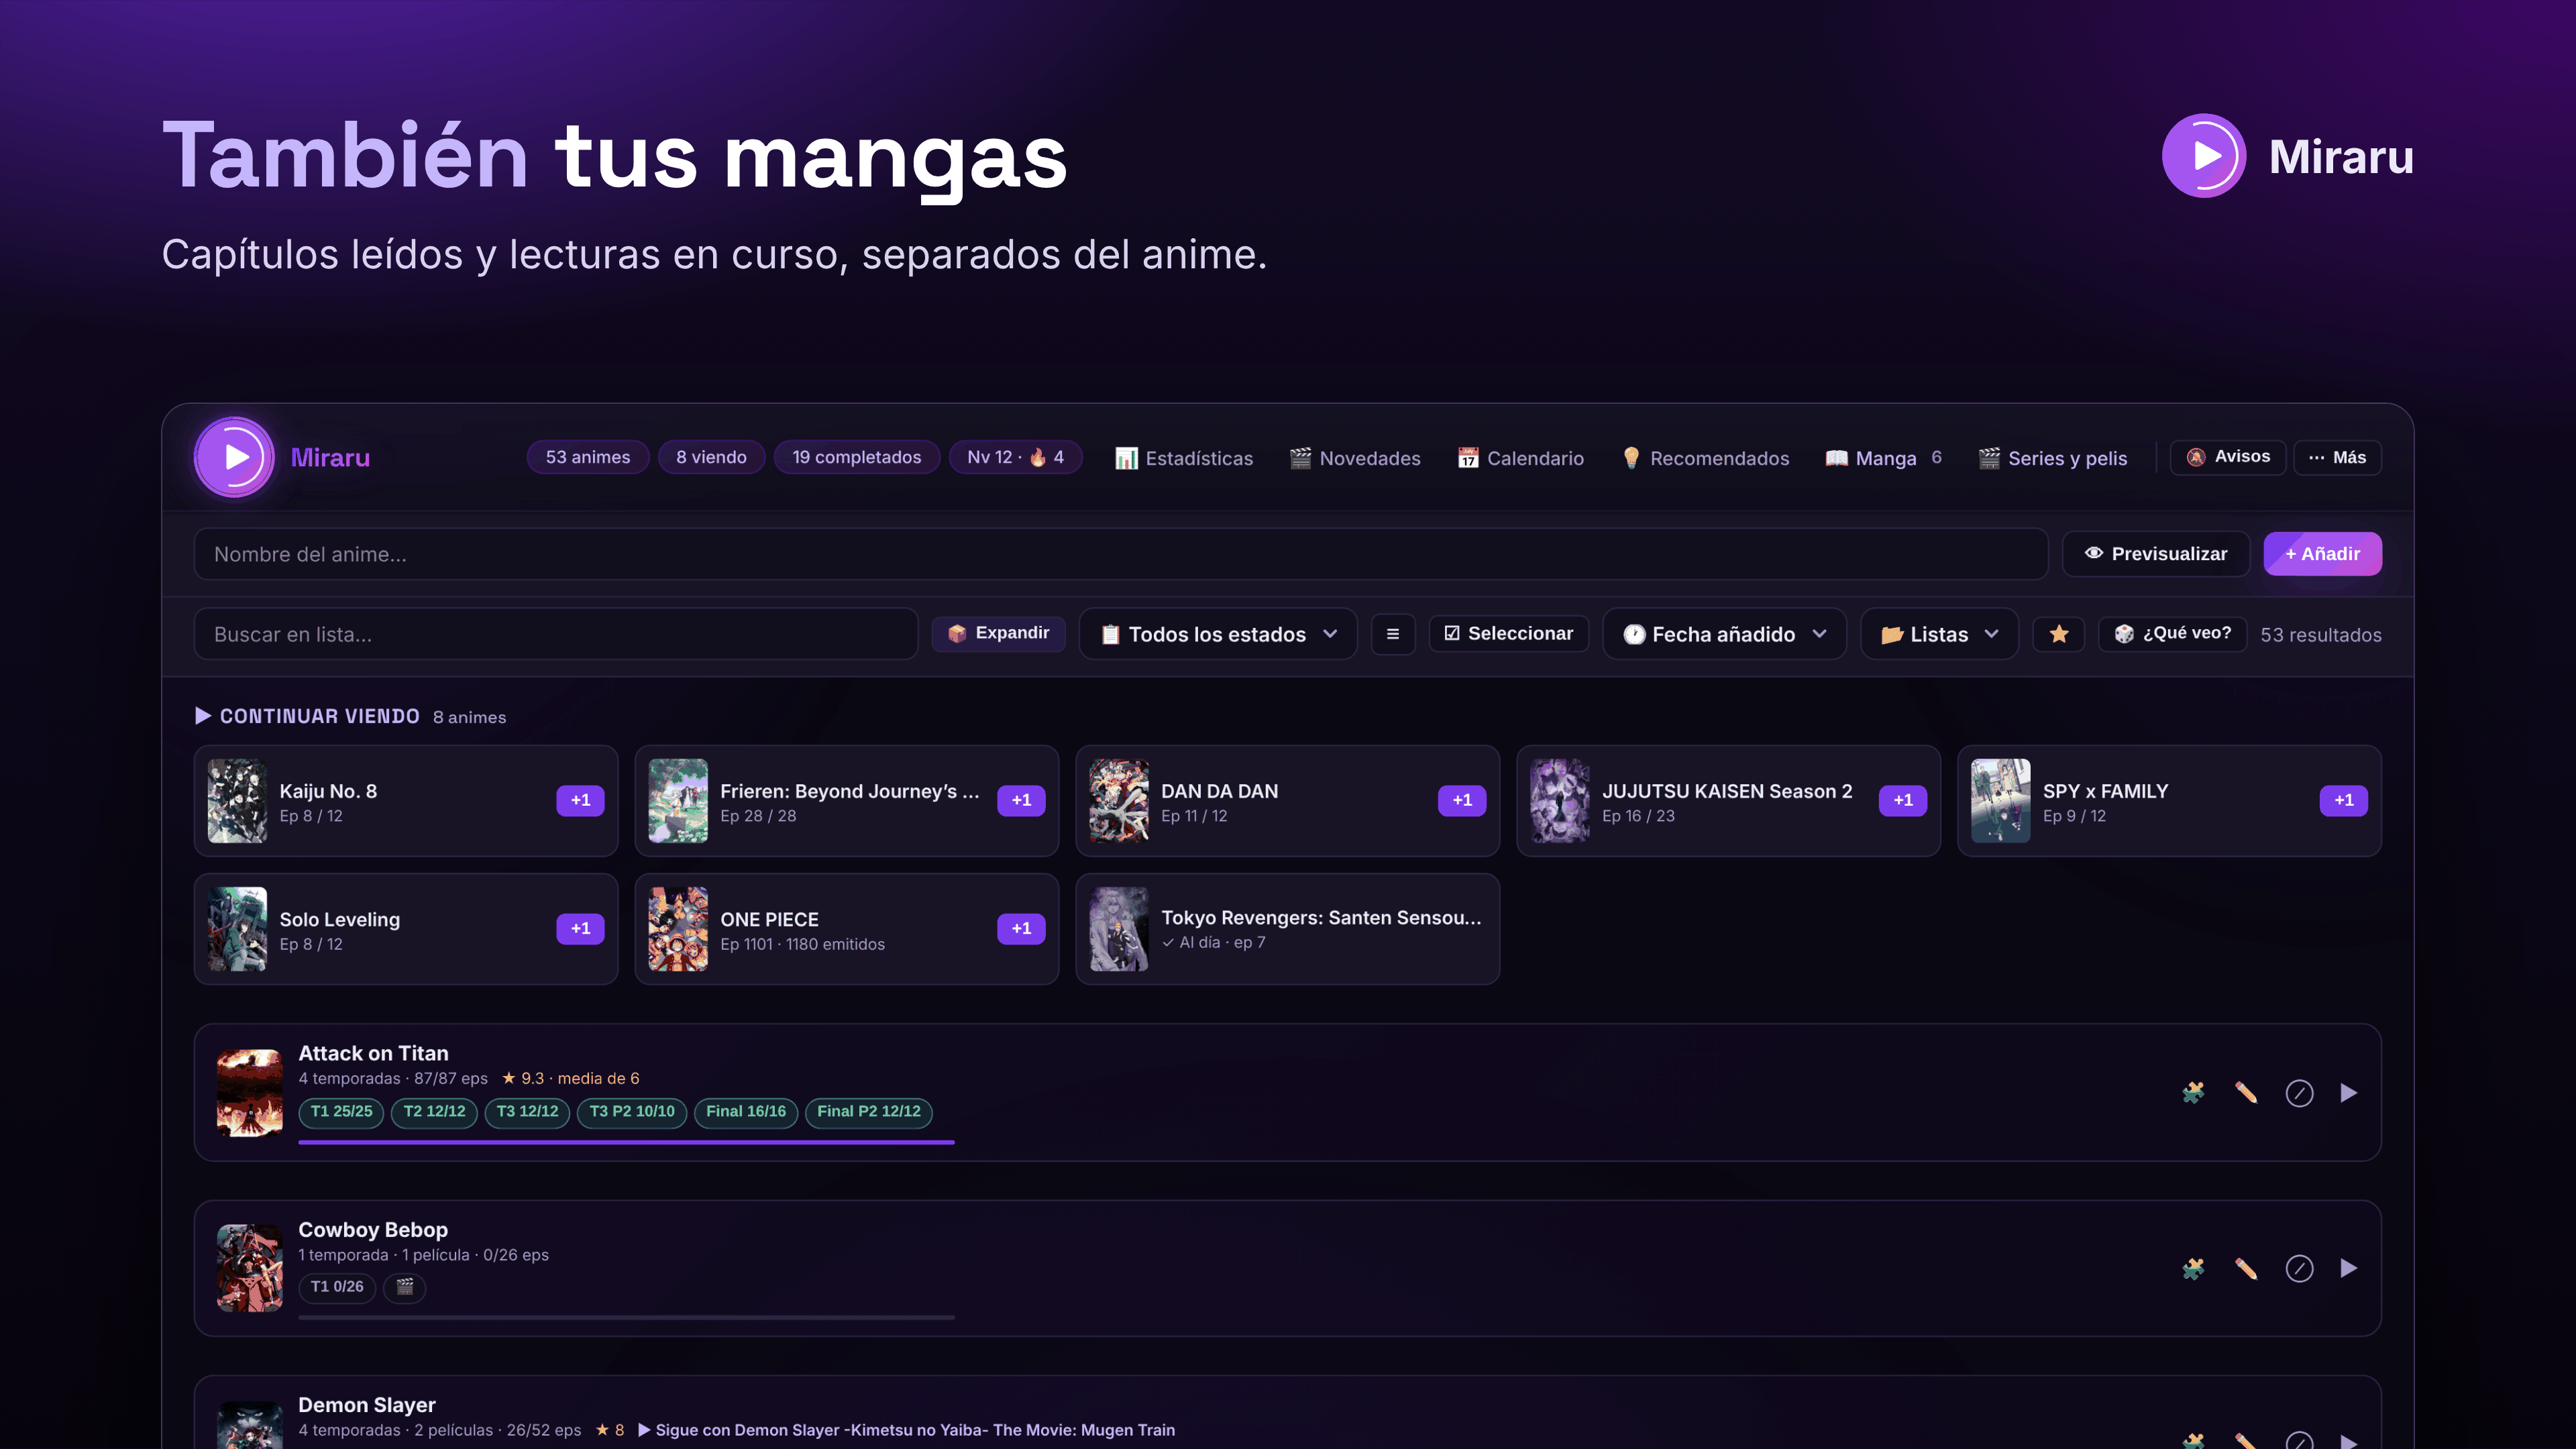 También tus mangas
Capítulos leídos y lecturas en curso, separados del anime.
Miraru
Miraru
53 animes
8 viendo
19 completados
Nv 12 · 🔥 4
📊 Estadísticas
🎬 Novedades
📅 Calendario
💡 Recomendados
📖 Manga 6
🎬 Series y pelis
🔕 Avisos
··· Más
Nombre del anime...
👁 Previsualizar
+ Añadir
Buscar en lista...
📦 Expandir
📋 Todos los estados
≡
☑ Seleccionar
🕐 Fecha añadido
📂 Listas
⭐
🎲 ¿Qué veo?
53 resultados
▶ CONTINUAR VIENDO 8 animes
Kaiju No. 8
Ep 8 / 12
+1
Frieren: Beyond Journey's ...
Ep 28 / 28
+1
DAN DA DAN
Ep 11 / 12
+1
JUJUTSU KAISEN Season 2
Ep 16 / 23
+1
SPY x FAMILY
Ep 9 / 12
+1
Solo Leveling
Ep 8 / 12
+1
ONE PIECE
Ep 1101 · 1180 emitidos
+1
Tokyo Revengers: Santen Sensou...
✓ Al día · ep 7
Attack on Titan
4 temporadas · 87/87 eps ★ 9.3 · media de 6
T1 25/25 T2 12/12 T3 12/12 T3 P2 10/10 Final 16/16 Final P2 12/12
Cowboy Bebop
1 temporada · 1 película · 0/26 eps
T1 0/26 🎬
Demon Slayer
4 temporadas · 2 películas · 26/52 eps ★ 8 ▶ Sigue con Demon Slayer -Kimetsu no Yaiba- The Movie: Mugen Train